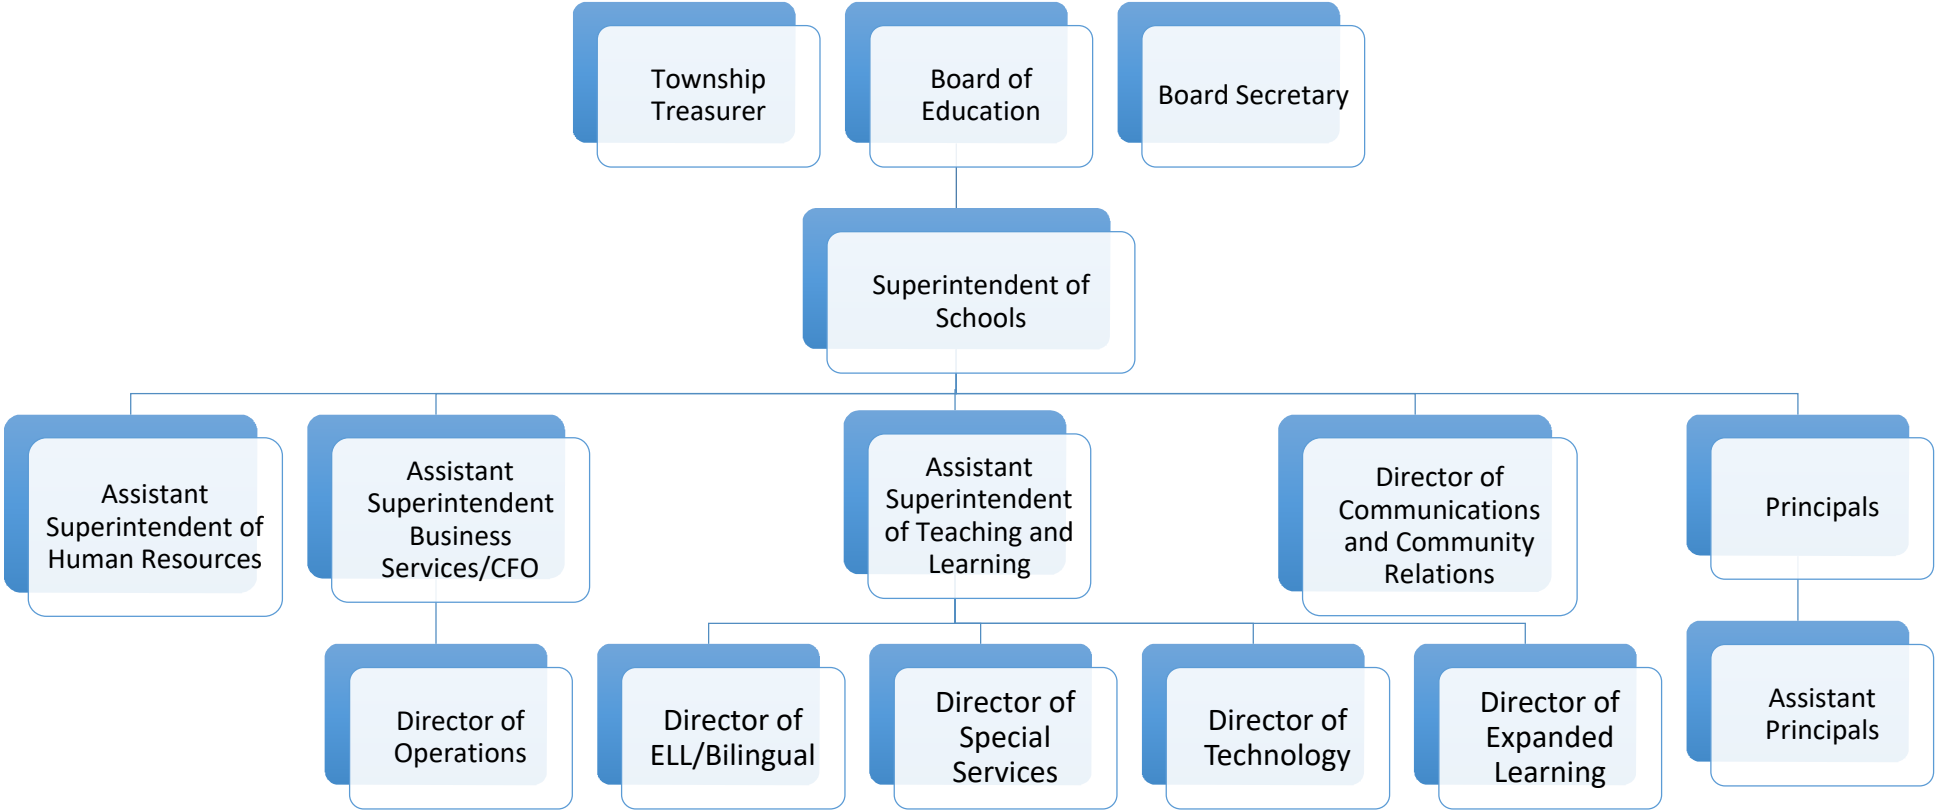 Township
Treasurer
Board of
Education
Board Secretary
Superintendent of
Schools
Assistant
Superintendent of
Human Resources
Assistant
Superintendent
Business
Services/CFO
Assistant
Superintendent
of Teaching and
Learning
Director of
Communications
and Community
Relations
Principals
Director of
Operations
Director of
ELL/Bilingual
Director of
Special
Services
Director of
Technology
Director of
Expanded
Learning
Assistant
Principals